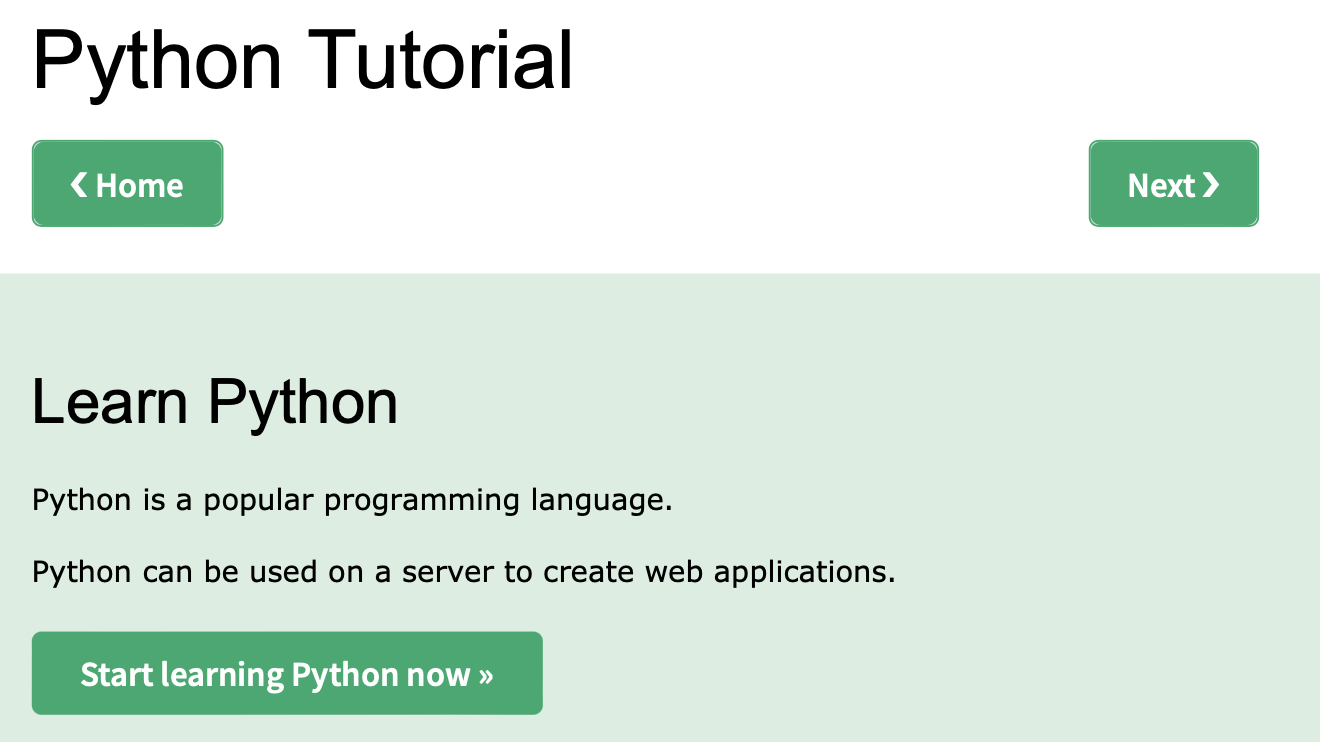 Python Tutorial
❮ Home
Next ❯
Learn Python
Python is a popular programming language.
Python can be used on a server to create web applications.
Start learning Python now »